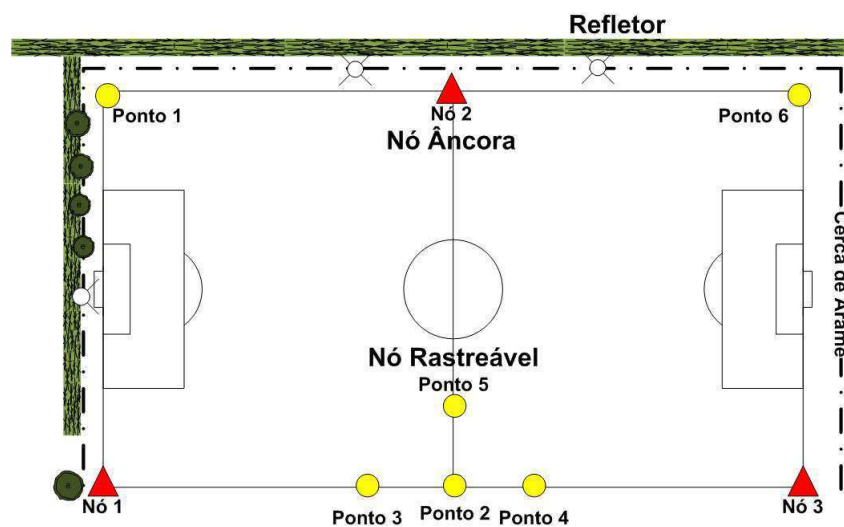 Refletor
Ponto 1
Nó 2
Ponto 6
Nó Âncora
Cerca de Arame
Nó Rastreável
Ponto 5
Nó 1
Ponto 3
Ponto 2
Ponto 4
Nó 3